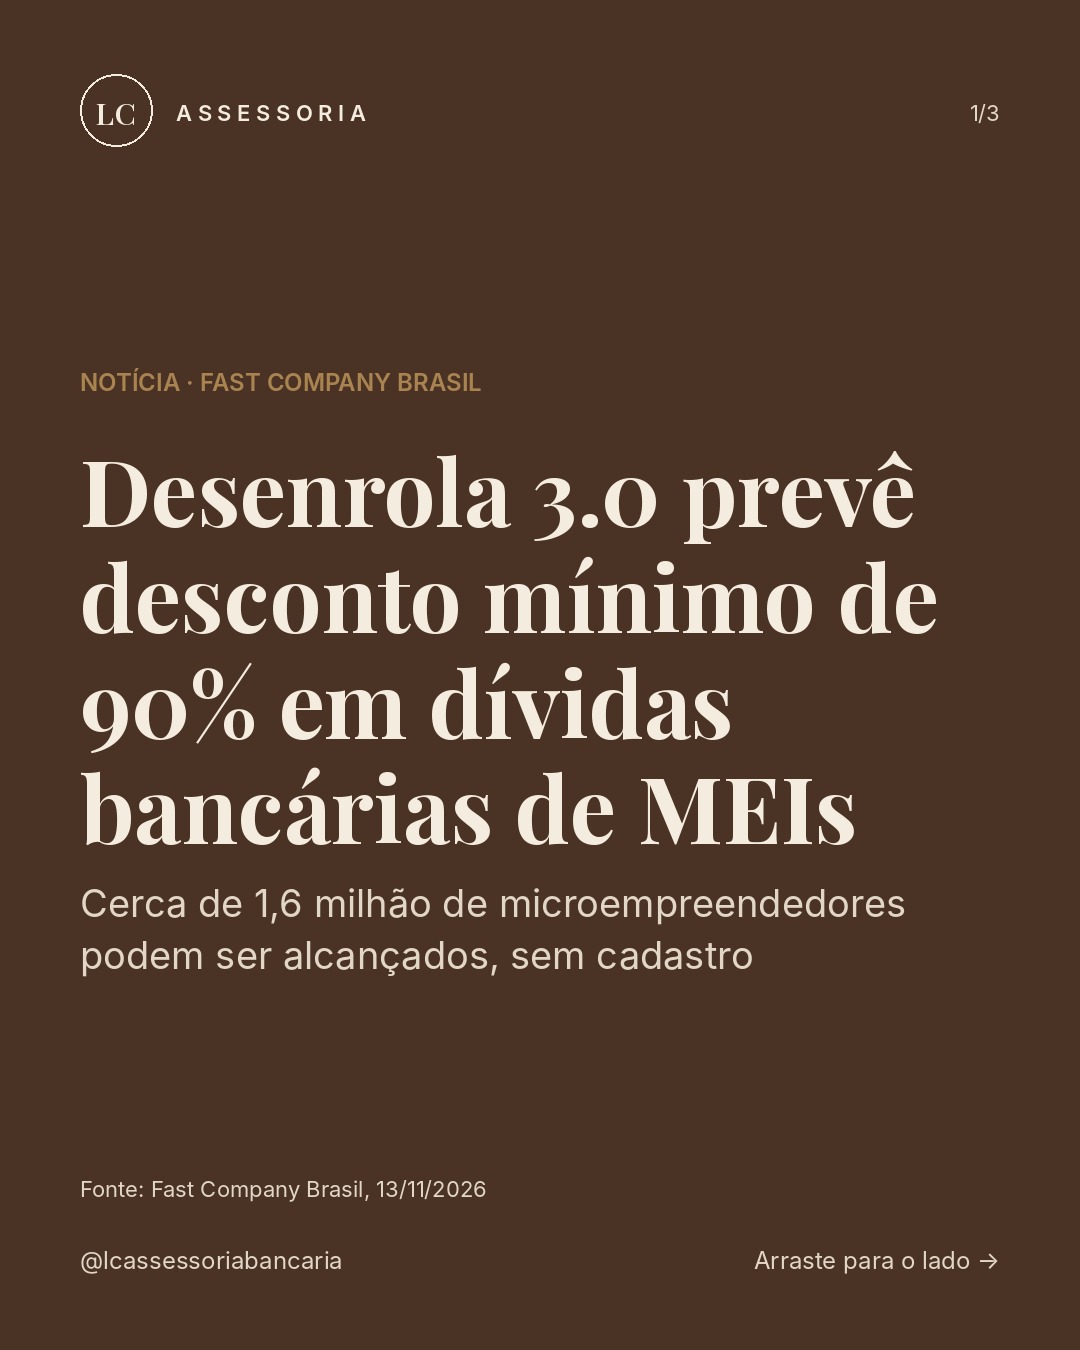 LC ASSESSORIA
1/3
NOTÍCIA · FAST COMPANY BRASIL
Desenrola 3.0 prevê
desconto mínimo de
90% em dívidas
bancárias de MEIs
Cerca de 1,6 milhão de microempreendedores
podem ser alcançados, sem cadastro
Fonte: Fast Company Brasil, 13/11/2026
@lcassessoriabancaria
Arraste para o lado →